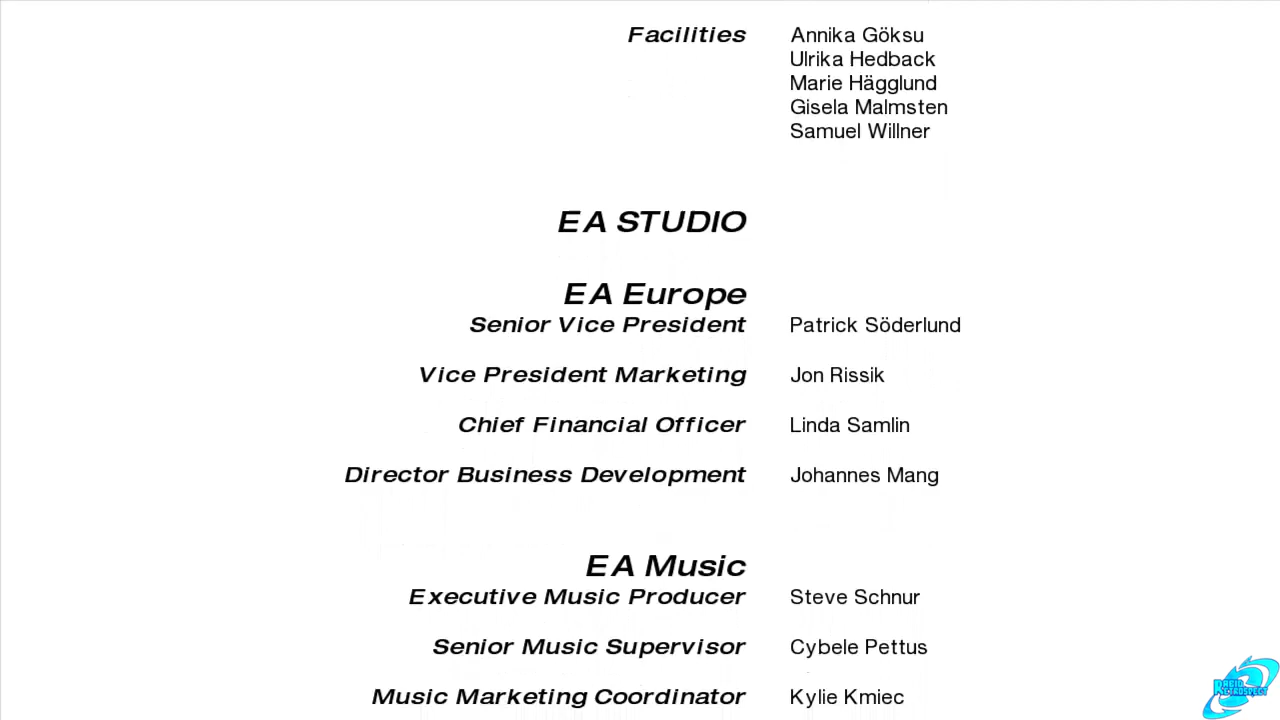 Facilities Annika Göksu
Ulrika Hedback
Marie Hägglund
Gisela Malmsten
Samuel Willner
EA STUDIO
EA Europe
Senior Vice President Patrick Söderlund
Vice President Marketing Jon Rissik
Chief Financial Officer Linda Samlin
Director Business Development Johannes Mang
EA Music
Executive Music Producer Steve Schnur
Senior Music Supervisor Cybele Pettus
Music Marketing Coordinator Kylie Kmiec